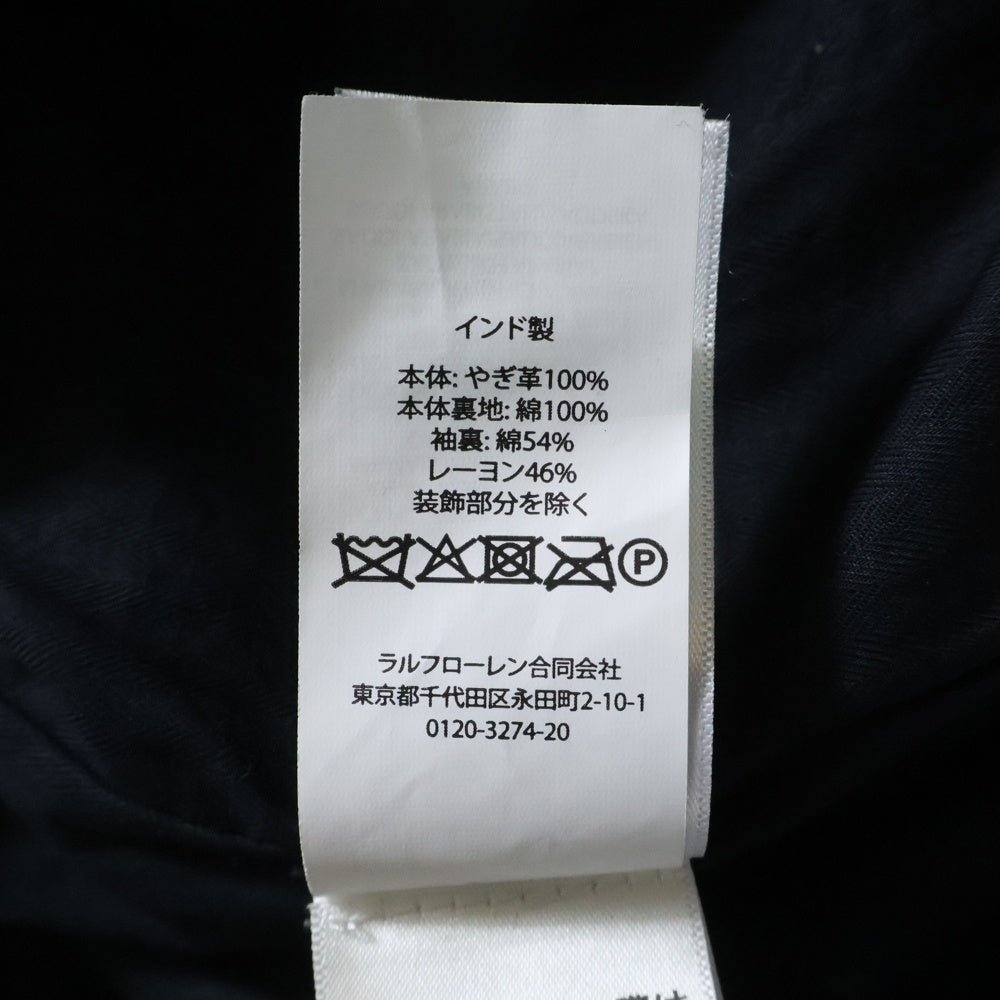 インド製
本体: やぎ革100%
本体裏地: 綿100%
袖裏: 綿54%
レーヨン46%
装飾部分を除く
P
ラルフローレン合同会社
東京都千代田区永田町2-10-1
0120-3274-20